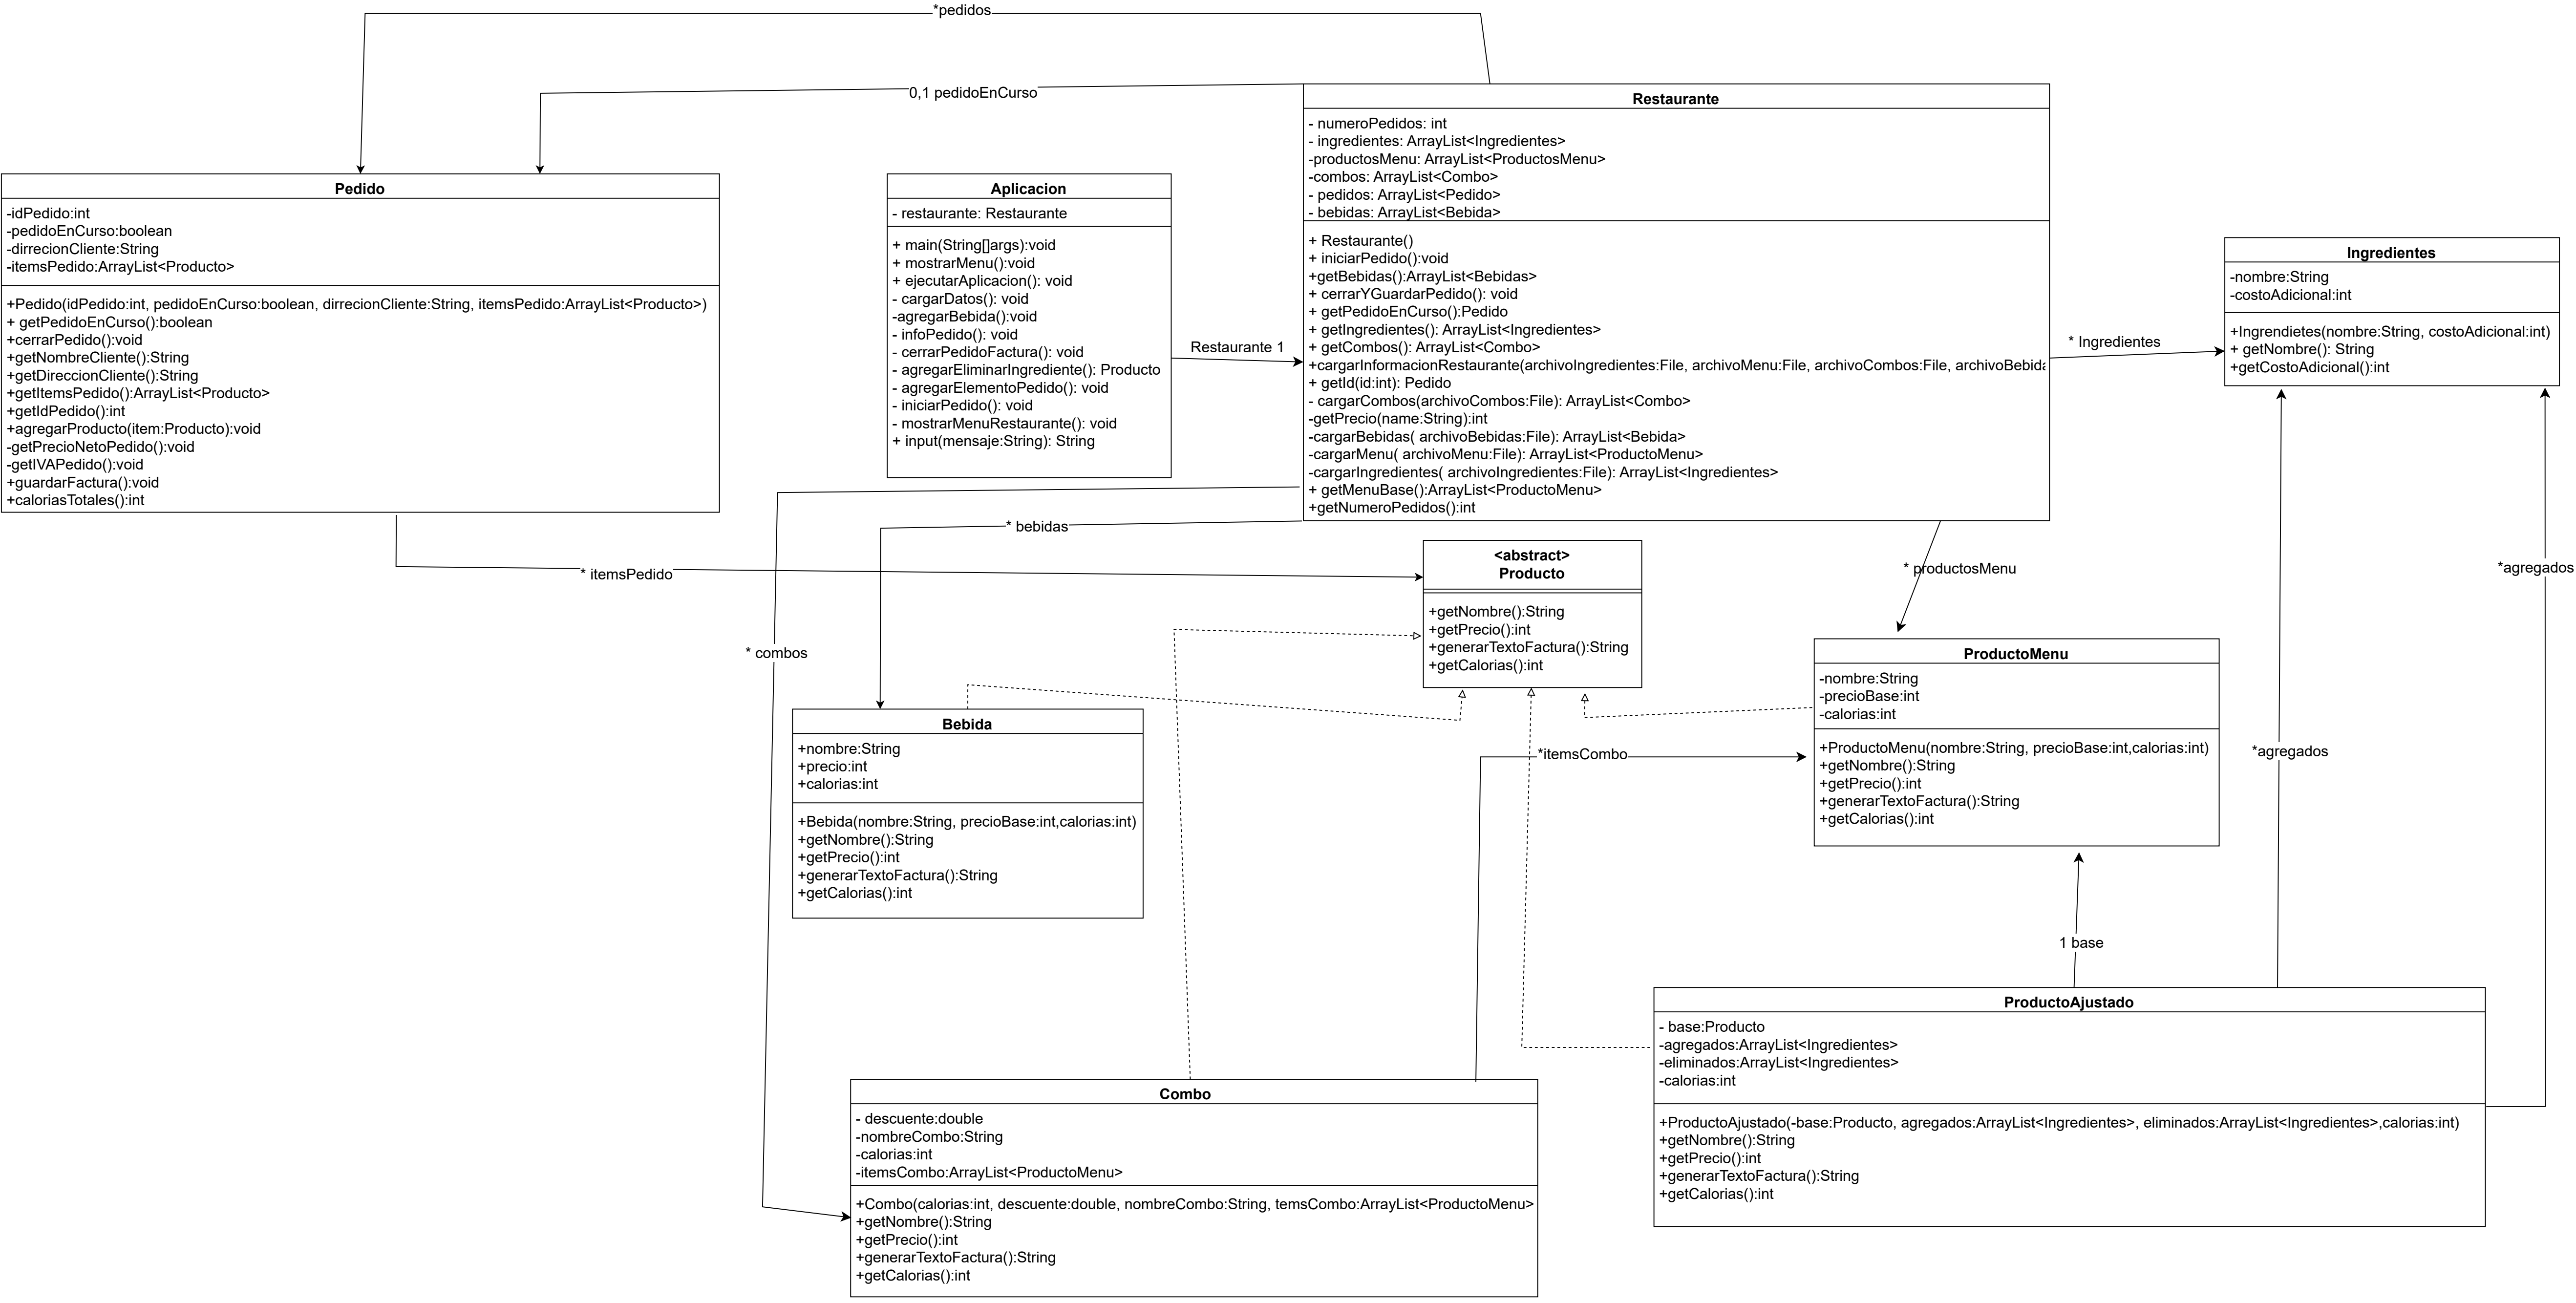 *pedidos
0,1 pedidoEnCurso
Restaurante
- numeroPedidos: int
- ingredientes: ArrayList<Ingredientes>
-productosMenu: ArrayList<ProductosMenu>
-combos: ArrayList<Combo>
- pedidos: ArrayList<Pedido>
- bebidas: ArrayList<Bebida>
+ Restaurante()
+ iniciarPedido():void
+getBebidas():ArrayList<Bebidas>
+ cerrarYGuardarPedido(): void
+ getPedidoEnCurso():Pedido
+ getIngredientes(): ArrayList<Ingredientes>
+ getCombos(): ArrayList<Combo>
+cargarInformacionRestaurante(archivoIngredientes:File, archivoMenu:File, archivoCombos:File, archivoBebida
+ getId(id:int): Pedido
- cargarCombos(archivoCombos:File): ArrayList<Combo>
-getPrecio(name:String):int
-cargarBebidas( archivoBebidas:File): ArrayList<Bebida>
-cargarMenu( archivoMenu:File): ArrayList<ProductoMenu>
-cargarIngredientes( archivoIngredientes:File): ArrayList<Ingredientes>
+ getMenuBase():ArrayList<ProductoMenu>
+getNumeroPedidos():int
Pedido
-idPedido:int
-pedidoEnCurso:boolean
-dirrecionCliente:String
-itemsPedido:ArrayList<Producto>
+Pedido(idPedido:int, pedidoEnCurso:boolean, dirrecionCliente:String, itemsPedido:ArrayList<Producto>)
+ getPedidoEnCurso():boolean
+cerrarPedido():void
+getNombreCliente():String
+getDireccionCliente():String
+getItemsPedido():ArrayList<Producto>
+getIdPedido():int
+agregarProducto(item:Producto):void
-getPrecioNetoPedido():void
-getIVAPedido():void
+guardarFactura():void
+caloriasTotales():int
Aplicacion
- restaurante: Restaurante
+ main(String[]args):void
+ mostrarMenu():void
+ ejecutarAplicacion(): void
- cargarDatos(): void
-agregarBebida():void
- infoPedido(): void
- cerrarPedidoFactura(): void
- agregarEliminarIngrediente(): Producto
- agregarElementoPedido(): void
- iniciarPedido(): void
- mostrarMenuRestaurante(): void
+ input(mensaje:String): String
Restaurante 1
* Ingredientes
Ingredientes
-nombre:String
-costoAdicional:int
+Ingrendietes(nombre:String, costoAdicional:int)
+ getNombre(): String
+getCostoAdicional():int
* bebidas
* itemsPedido
* combos
<abstract>
Producto
+getNombre():String
+getPrecio():int
+generarTextoFactura():String
+getCalorias():int
* productosMenu
*agregados
*agregados
ProductoMenu
-nombre:String
-precioBase:int
-calorias:int
+ProductoMenu(nombre:String, precioBase:int,calorias:int)
+getNombre():String
+getPrecio():int
+generarTextoFactura():String
+getCalorias():int
Bebida
+nombre:String
+precio:int
+calorias:int
+Bebida(nombre:String, precioBase:int,calorias:int)
+getNombre():String
+getPrecio():int
+generarTextoFactura():String
+getCalorias():int
*itemsCombo
1 base
ProductoAjustado
- base:Producto
-agregados:ArrayList<Ingredientes>
-eliminados:ArrayList<Ingredientes>
-calorias:int
+ProductoAjustado(-base:Producto, agregados:ArrayList<Ingredientes>, eliminados:ArrayList<Ingredientes>,calorias:int)
+getNombre():String
+getPrecio():int
+generarTextoFactura():String
+getCalorias():int
Combo
- descuente:double
-nombreCombo:String
-calorias:int
-itemsCombo:ArrayList<ProductoMenu>
+Combo(calorias:int, descuente:double, nombreCombo:String, temsCombo:ArrayList<ProductoMenu>
+getNombre():String
+getPrecio():int
+generarTextoFactura():String
+getCalorias():int